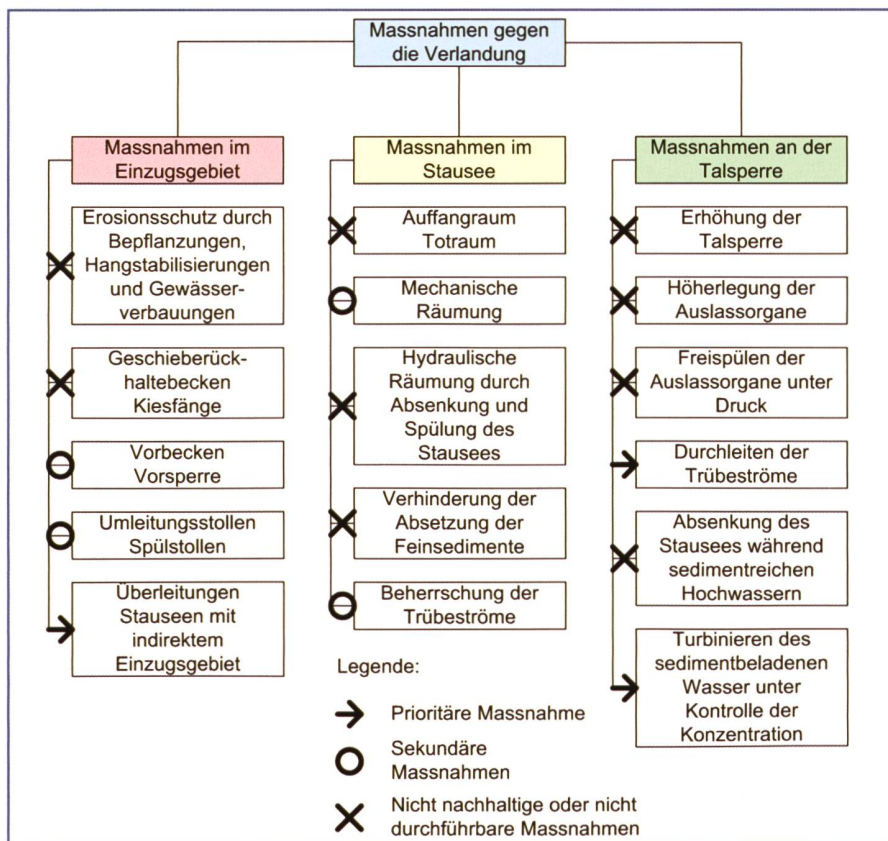 Massnahmen gegen
die Verlandung
Massnahmen im
Einzugsgebiet
Erosionsschutz durch
Bepflanzungen,
Hangstabilisierungen
und Gewässer-
verbauungen
Geschieberück-
haltebecken
Kiesfänge
Vorbecken
Vorsperre
Umleitungsstollen
Spülstollen
Überleitungen
Stauseen mit
indirektem
Einzugsgebiet
Massnahmen im
Stausee
Auffangraum
Totraum
Mechanische
Räumung
Hydraulische
Räumung durch
Absenkung und
Spülung des
Stausees
Verhinderung der
Absetzung der
Feinsedimente
Beherrschung der
Trübeströme
Massnahmen an der
Talsperre
Erhöhung der
Talsperre
Höherlegung der
Auslassorgane
Freispülen der
Auslassorgane unter
Druck
Durchleiten der
Trübeströme
Absenkung des
Stausees während
sedimentreichen
Hochwassern
Turbinieren des
sedimentbeladenen
Wasser unter
Kontrolle der
Konzentration
Legende:
Prioritäre Massnahme
Sekundäre
Massnahmen
Nicht nachhaltige oder nicht
durchführbare Massnahmen